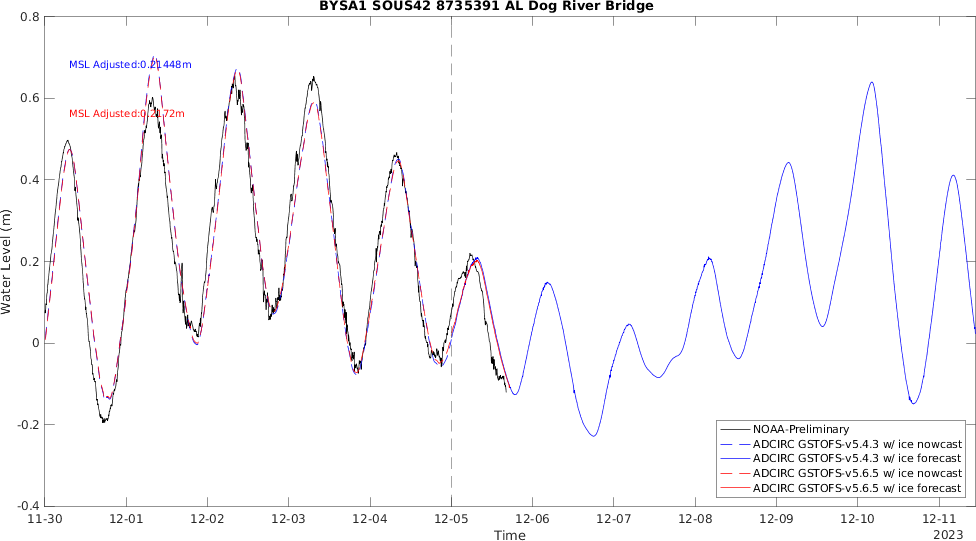 BYSA1 SOUS42 8735391 AL Dog River Bridge
0.8
MSL Adjusted:0.21448m
0.6
MSL Adjusted:0.2172m
0.4
0.2
0
-0.2
-0.4
Water Level (m)
NOAA-Preliminary
ADCIRC GSTOFS-v5.4.3 w/ ice nowcast
ADCIRC GSTOFS-v5.4.3 w/ ice forecast
ADCIRC GSTOFS-v5.6.5 w/ ice nowcast
ADCIRC GSTOFS-v5.6.5 w/ ice forecast
11-30 12-01 12-02 12-03 12-04 12-05 12-06 12-07 12-08 12-09 12-10 12-11
Time
2023